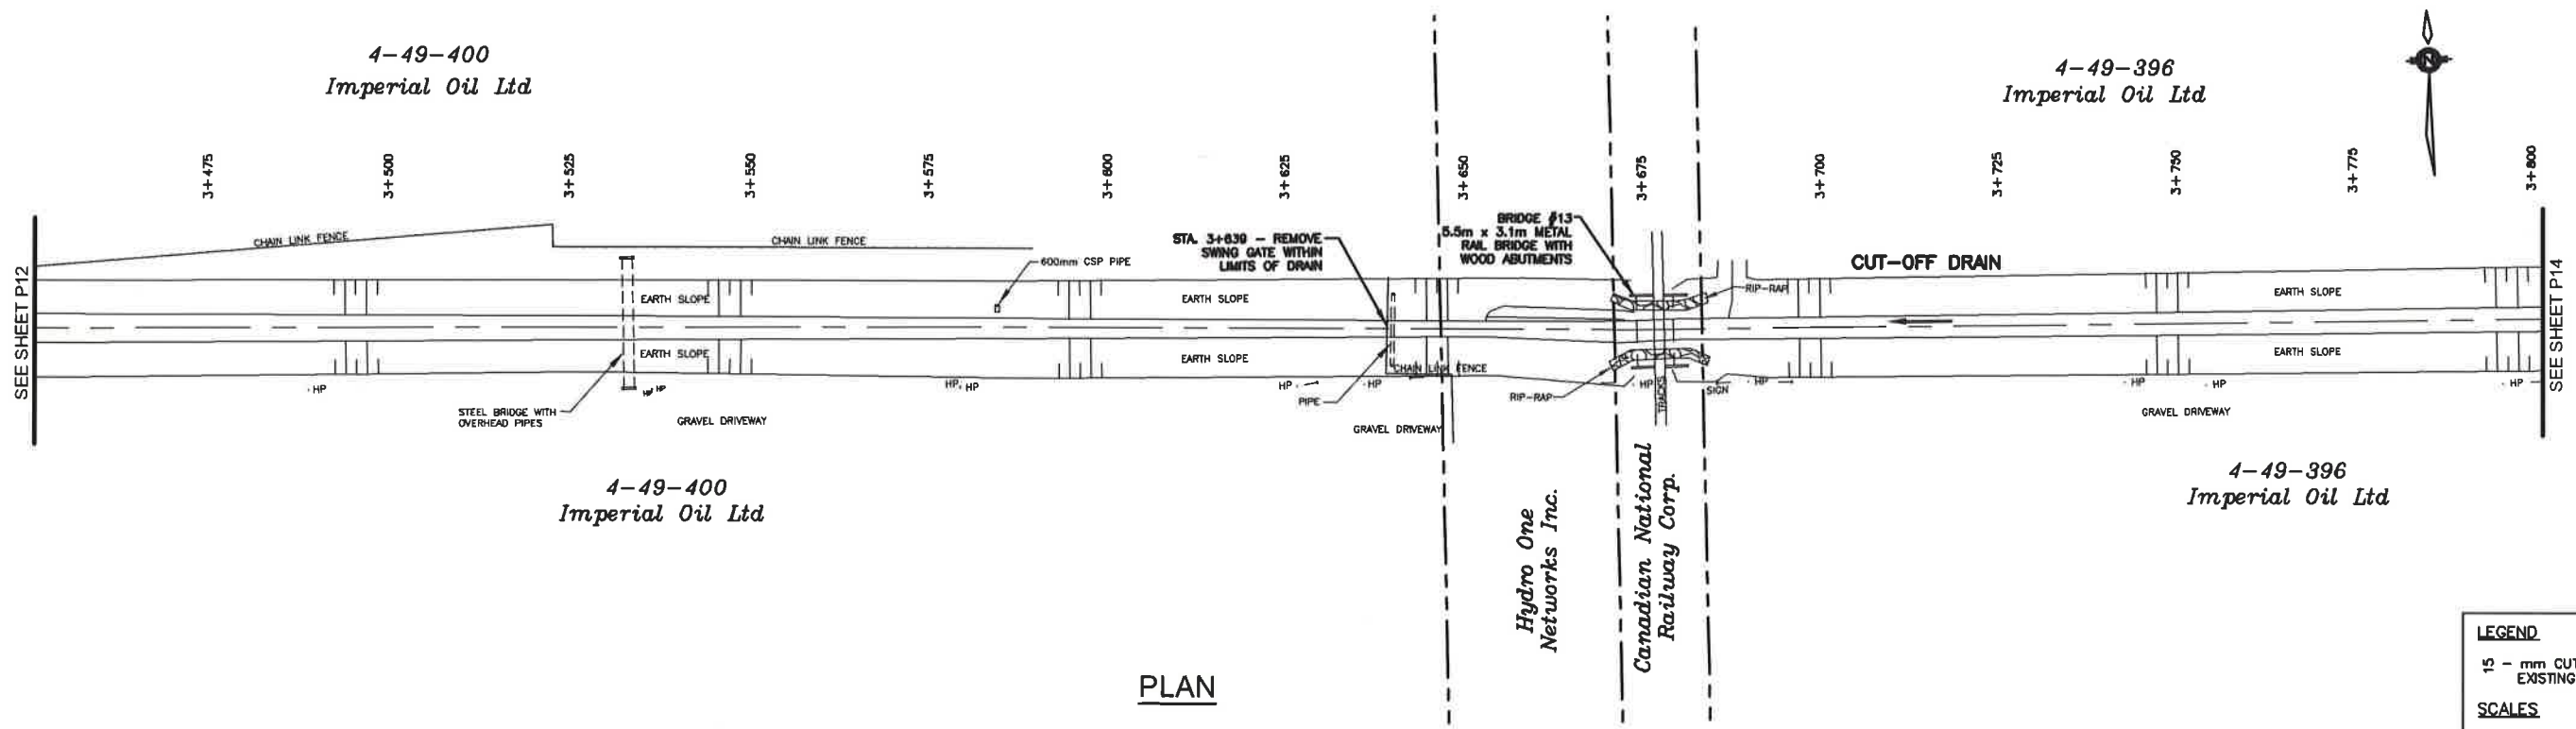 4-49-400
Imperial Oil Ltd
4-49-396
Imperial Oil Ltd
N
3+475
3+500
3+525
3+550
3+575
3+600
3+625
3+650
3+675
3+700
3+725
3+750
3+775
3+800
SEE SHEET P12
CHAIN LINK FENCE
CHAIN LINK FENCE
600mm CSP PIPE
STA. 3+639 - REMOVE
SWING GATE WITHIN
LIMITS OF DRAIN
BRIDGE #13
5.5m x 3.1m METAL
RAIL BRIDGE WITH
WOOD ABUTMENTS
RIP-RAP
CUT-OFF DRAIN
SEE SHEET P14
EARTH SLOPE
EARTH SLOPE
EARTH SLOPE
EARTH SLOPE
EARTH SLOPE
EARTH SLOPE
CHAIN LINK FENCE
HP
HP
HP
HP
HP
HP
HP
HP
HP
HP
HP
HP
STEEL BRIDGE WITH
OVERHEAD PIPES
GRAVEL DRIVEWAY
PIPE
GRAVEL DRIVEWAY
RIP-RAP
TRACKS
SIGN
GRAVEL DRIVEWAY
4-49-400
Imperial Oil Ltd
Hydro One
Networks Inc.
Canadian National
Railway Corp.
4-49-396
Imperial Oil Ltd
PLAN
LEGEND
15 - mm CUT
EXISTING
SCALES